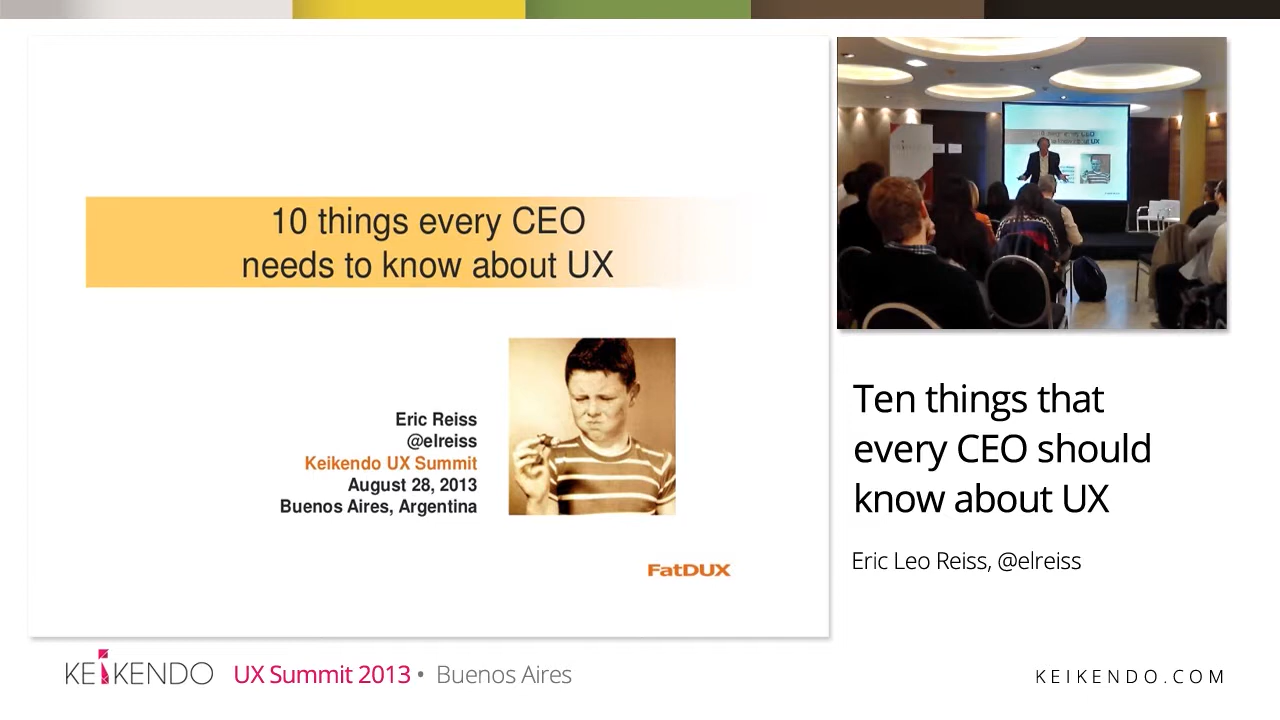 10 things every CEO
needs to know about UX
Eric Reiss
@elreiss
Keikendo UX Summit
August 28, 2013
Buenos Aires, Argentina
FatDUX
Ten things that
every CEO should
know about UX
Eric Leo Reiss, @elreiss
KEIKENDO UX Summit 2013 • Buenos Aires
KEIKENDO.COM